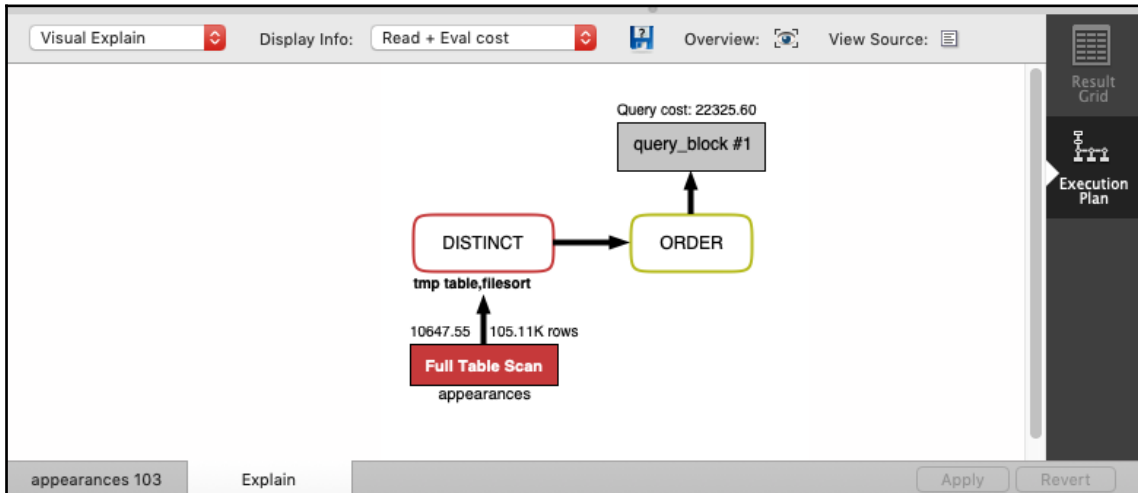 Visual Explain Display Info: Read + Eval cost Overview: View Source:
Result
Grid
Execution
Plan
Query cost: 22325.60
query_block #1
DISTINCT ORDER
tmp table,filesort
10647.55 105.11K rows
Full Table Scan
appearances
appearances 103 Explain Apply Revert